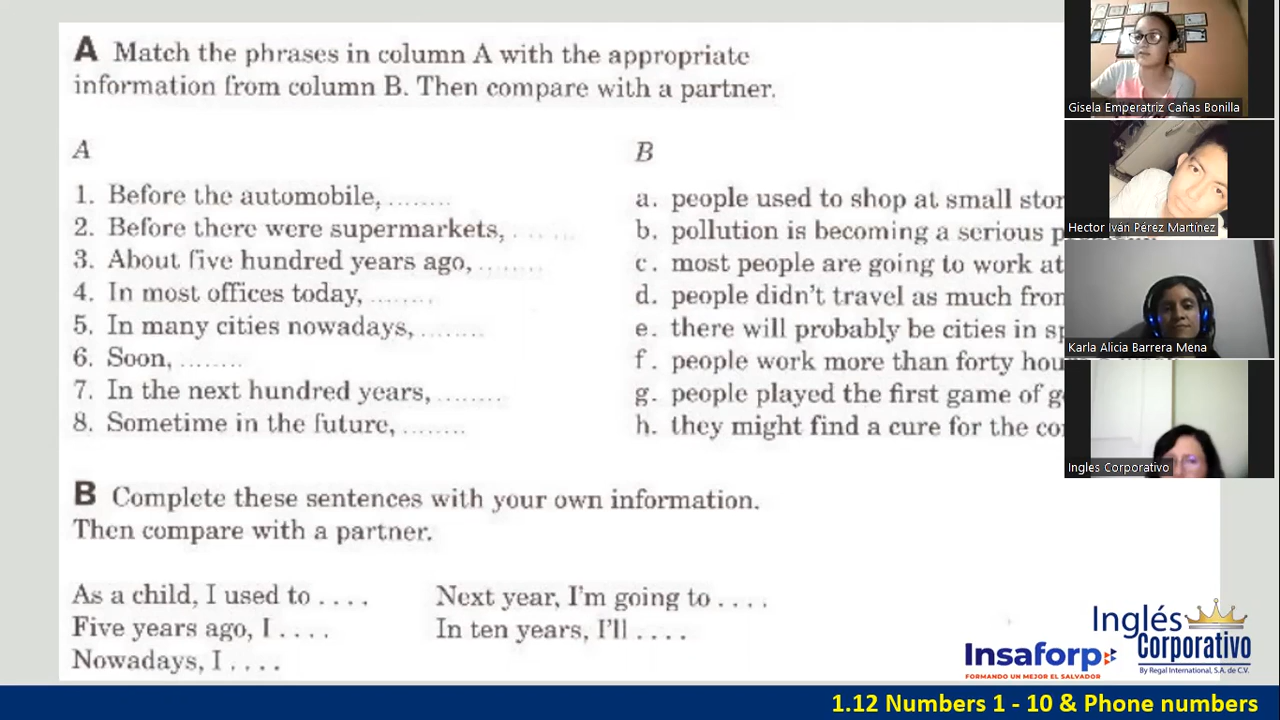 A Match the phrases in column A with the appropriate
information from column B. Then compare with a partner.
A
1. Before the automobile, ........
2. Before there were supermarkets, ........
3. About five hundred years ago, ........
4. In most offices today, ........
5. In many cities nowadays, ........
6. Soon, ........
7. In the next hundred years, ........
8. Sometime in the future, ........
B
a. people used to shop at small
b. pollution is becoming a serious
c. most people are going to work at
d. people didn't travel as much
e. there will probably be cities in
f. people work more than forty
g. people played the first game of
h. they might find a cure for the
B Complete these sentences with your own information.
Then compare with a partner.
As a child, I used to . . . .
Five years ago, I . . . .
Nowadays, I . . . .
Next year, I'm going to . . . .
In ten years, I'll . . . .
Gisela Emperatriz Cañas Bonilla
Hector Iván Pérez Martínez
Karla Alicia Barrera Mena
Ingles Corporativo
Insaforp
FORMANDO UN MEJOR EL SALVADOR
Inglés
Corporativo
By Regal International, S.A. de C.V.
1.12 Numbers 1 - 10 & Phone numbers